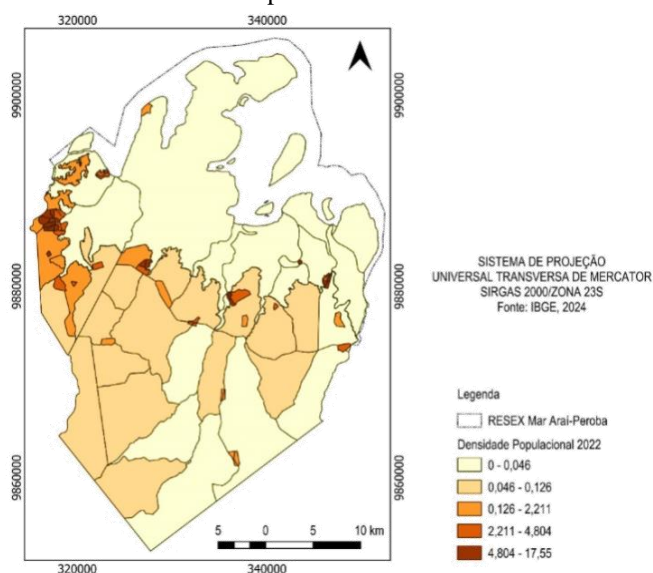 320000
340000
9900000
9900000
9880000
9880000
9860000
9860000
SISTEMA DE PROJEÇÃO
UNIVERSAL TRANSVERSA DE MERCATOR
SIRGAS 2000/ZONA 23S
Fonte: IBGE, 2024
Legenda
RESEX Mar Araí-Peroba
Densidade Populacional 2022
0 - 0,046
0,046 - 0,126
0,126 - 2,211
2,211 - 4,804
4,804 - 17,55
5 0 5 10 km
320000
340000